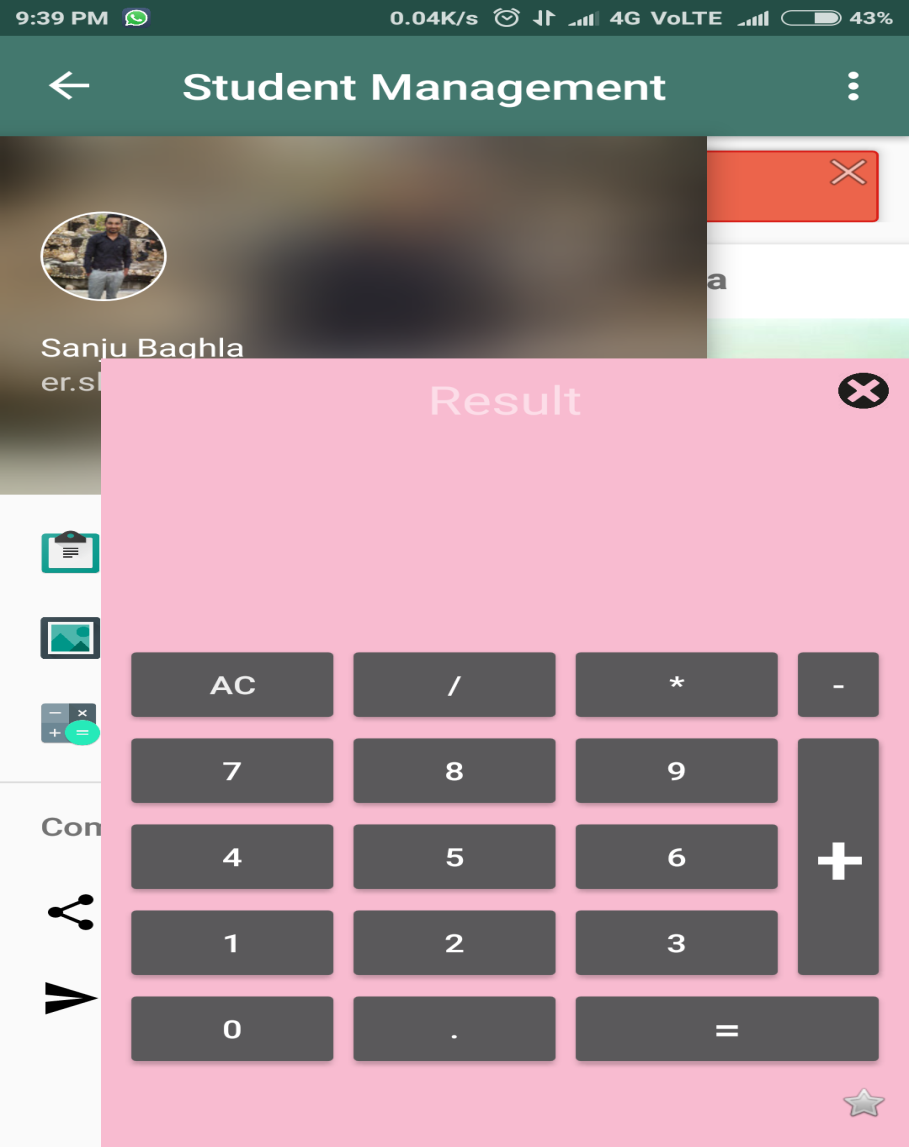 9:39 PM 0.04K/s 4G VoLTE 43%
Student Management
a
Sanju Baghla
er.s
Result
AC / * -
7 8 9
4 5 6 +
1 2 3
0 . =
Con